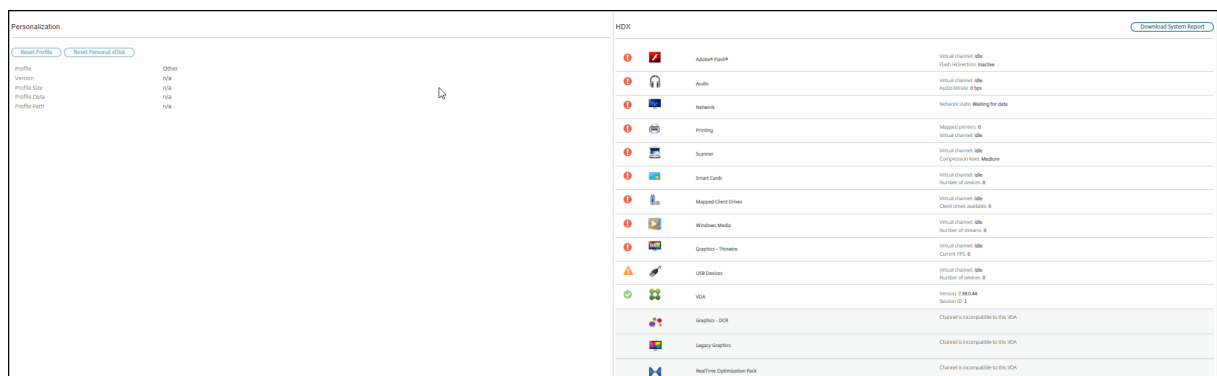 Personalization
Reset Profile
Reset Personal vDisk
Profile Other
Version n/a
Profile Size n/a
Profile Data n/a
Profile Path n/a
HDX
Download System Report
Adobe® Flash®
Virtual channel: Idle
Flash redirection: Inactive
Audio
Virtual channel: Idle
Audio bitrate: 0 bps
Network
Network state: Waiting for data
Printing
Mapped printers: 0
Virtual channel: Idle
Scanner
Virtual channel: Idle
Compression level: Medium
Smart Cards
Virtual channel: Idle
Number of devices: 0
Mapped Client Drives
Virtual channel: Idle
Client drives available: 0
Windows Media
Virtual channel: Idle
Number of streams: 0
Graphics - Thinwire
Virtual channel: Idle
Current FPS: 0
USB Devices
Virtual channel: Idle
Number of devices: 0
VDA
Version: 7.38.0.44
Session ID: 1
Graphics - DCR
Channel is incompatible to this VDA
Legacy Graphics
Channel is incompatible to this VDA
RealTime Optimization Pack
Channel is incompatible to this VDA